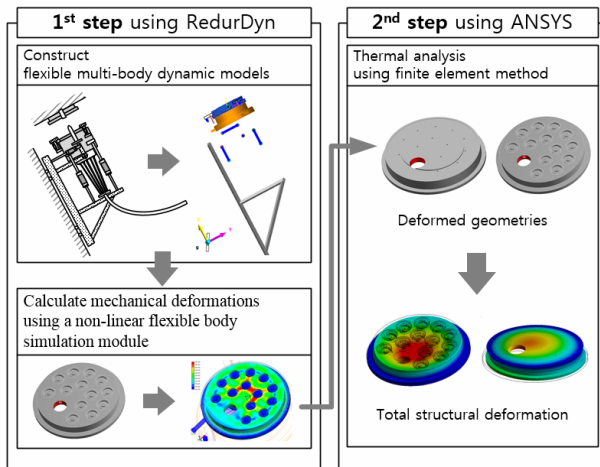 1st step using RedurDyn
Construct
flexible multi-body dynamic models
Calculate mechanical deformations
using a non-linear flexible body
simulation module
2nd step using ANSYS
Thermal analysis
using finite element method
Deformed geometries
Total structural deformation